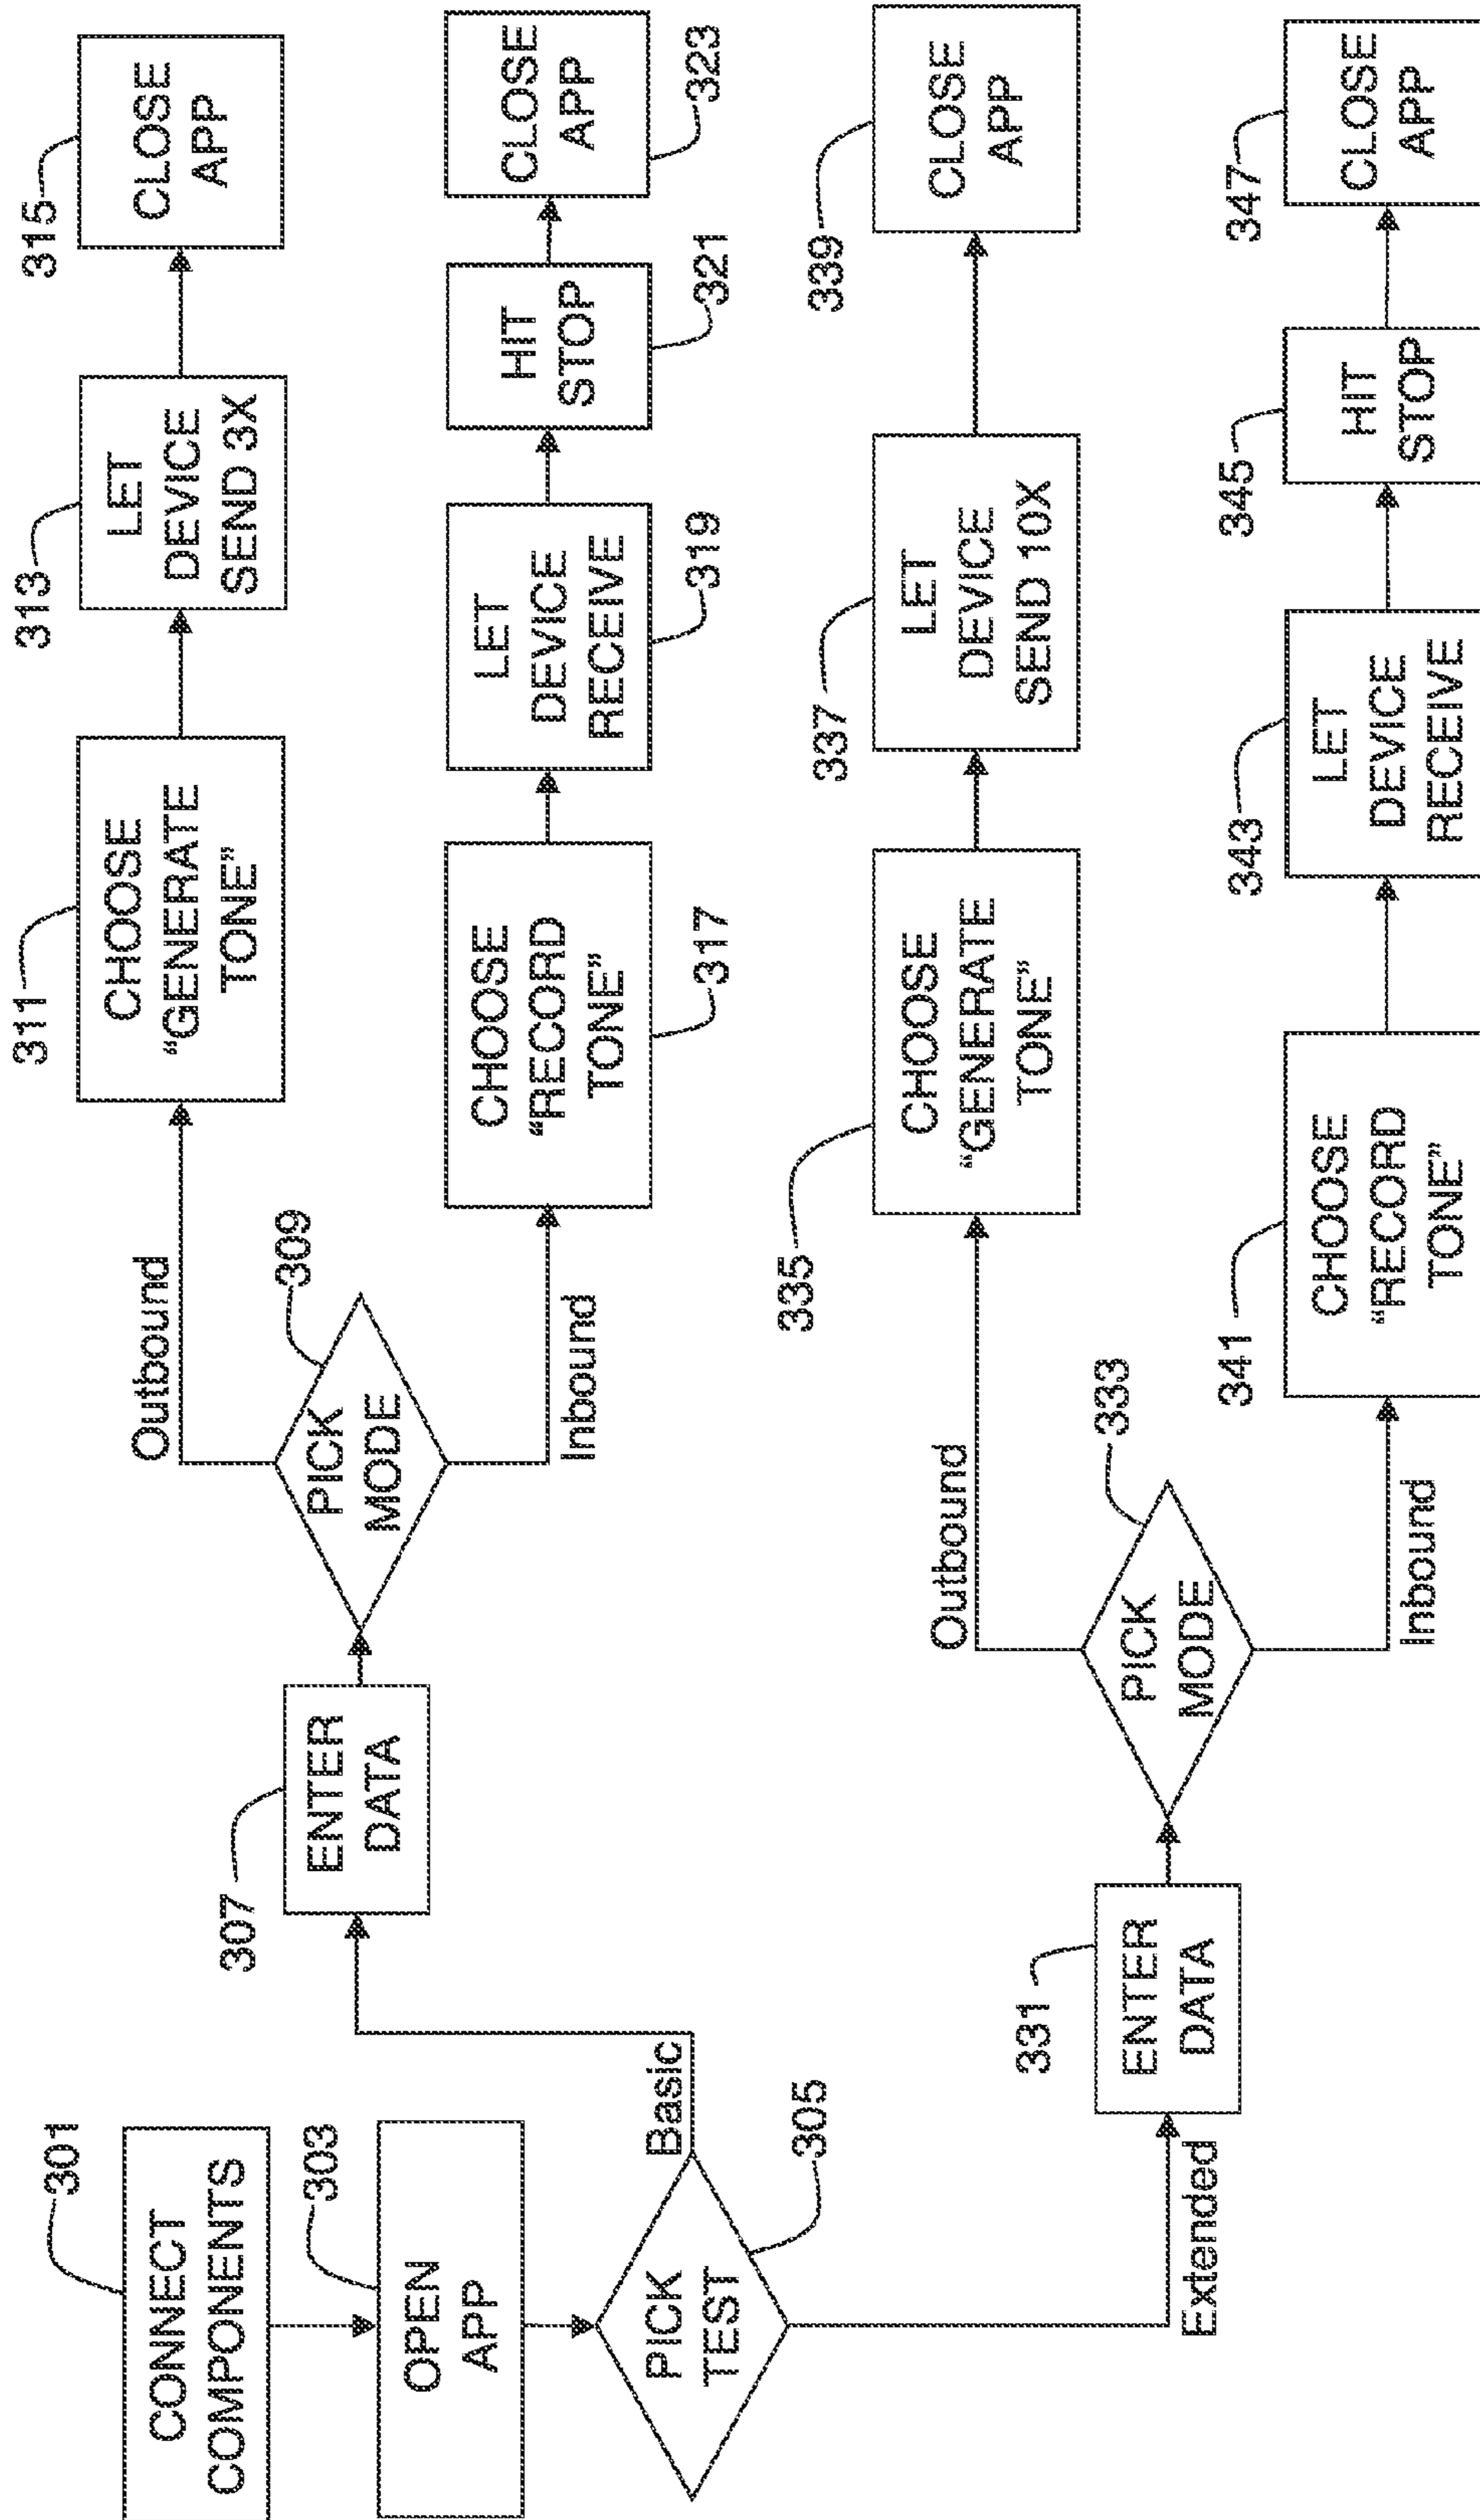 301
CONNECT
COMPONENTS
303
OPEN
APP
305
PICK
TEST
Basic
Extended
307
ENTER
DATA
309
PICK
MODE
Outbound
311
CHOOSE
“GENERATE
TONE”
313
LET
DEVICE
SEND 3X
315
CLOSE
APP
Inbound
CHOOSE
“RECORD
TONE”
317
LET
DEVICE
RECEIVE
319
HIT
STOP
321
CLOSE
APP
323
331
ENTER
DATA
333
PICK
MODE
Outbound
335
CHOOSE
“GENERATE
TONE”
337
LET
DEVICE
SEND 10X
339
CLOSE
APP
Inbound
341
CHOOSE
“RECORD
TONE”
343
LET
DEVICE
RECEIVE
345
HIT
STOP
347
CLOSE
APP